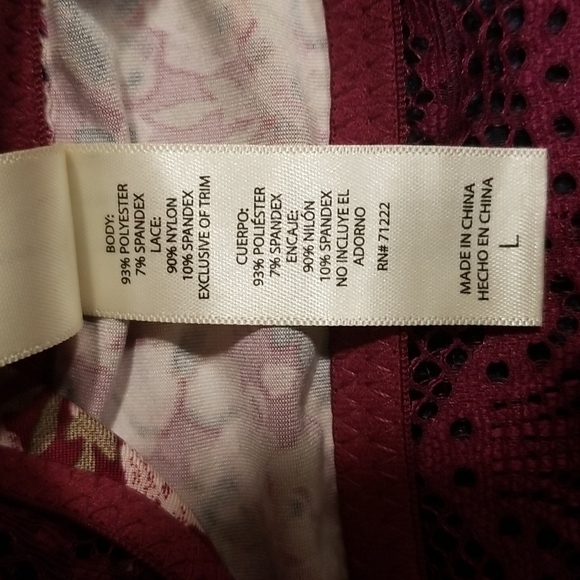 BODY:
93% POLYESTER
7% SPANDEX
LACE:
90% NYLON
10% SPANDEX
EXCLUSIVE OF TRIM
CUERPO:
93% POLIÉSTER
7% SPANDEX
ENCAJE:
90% NILÓN
10% SPANDEX
NO INCLUYE EL
ADORNO
RN# 71222
MADE IN CHINA
HECHO EN CHINA
L